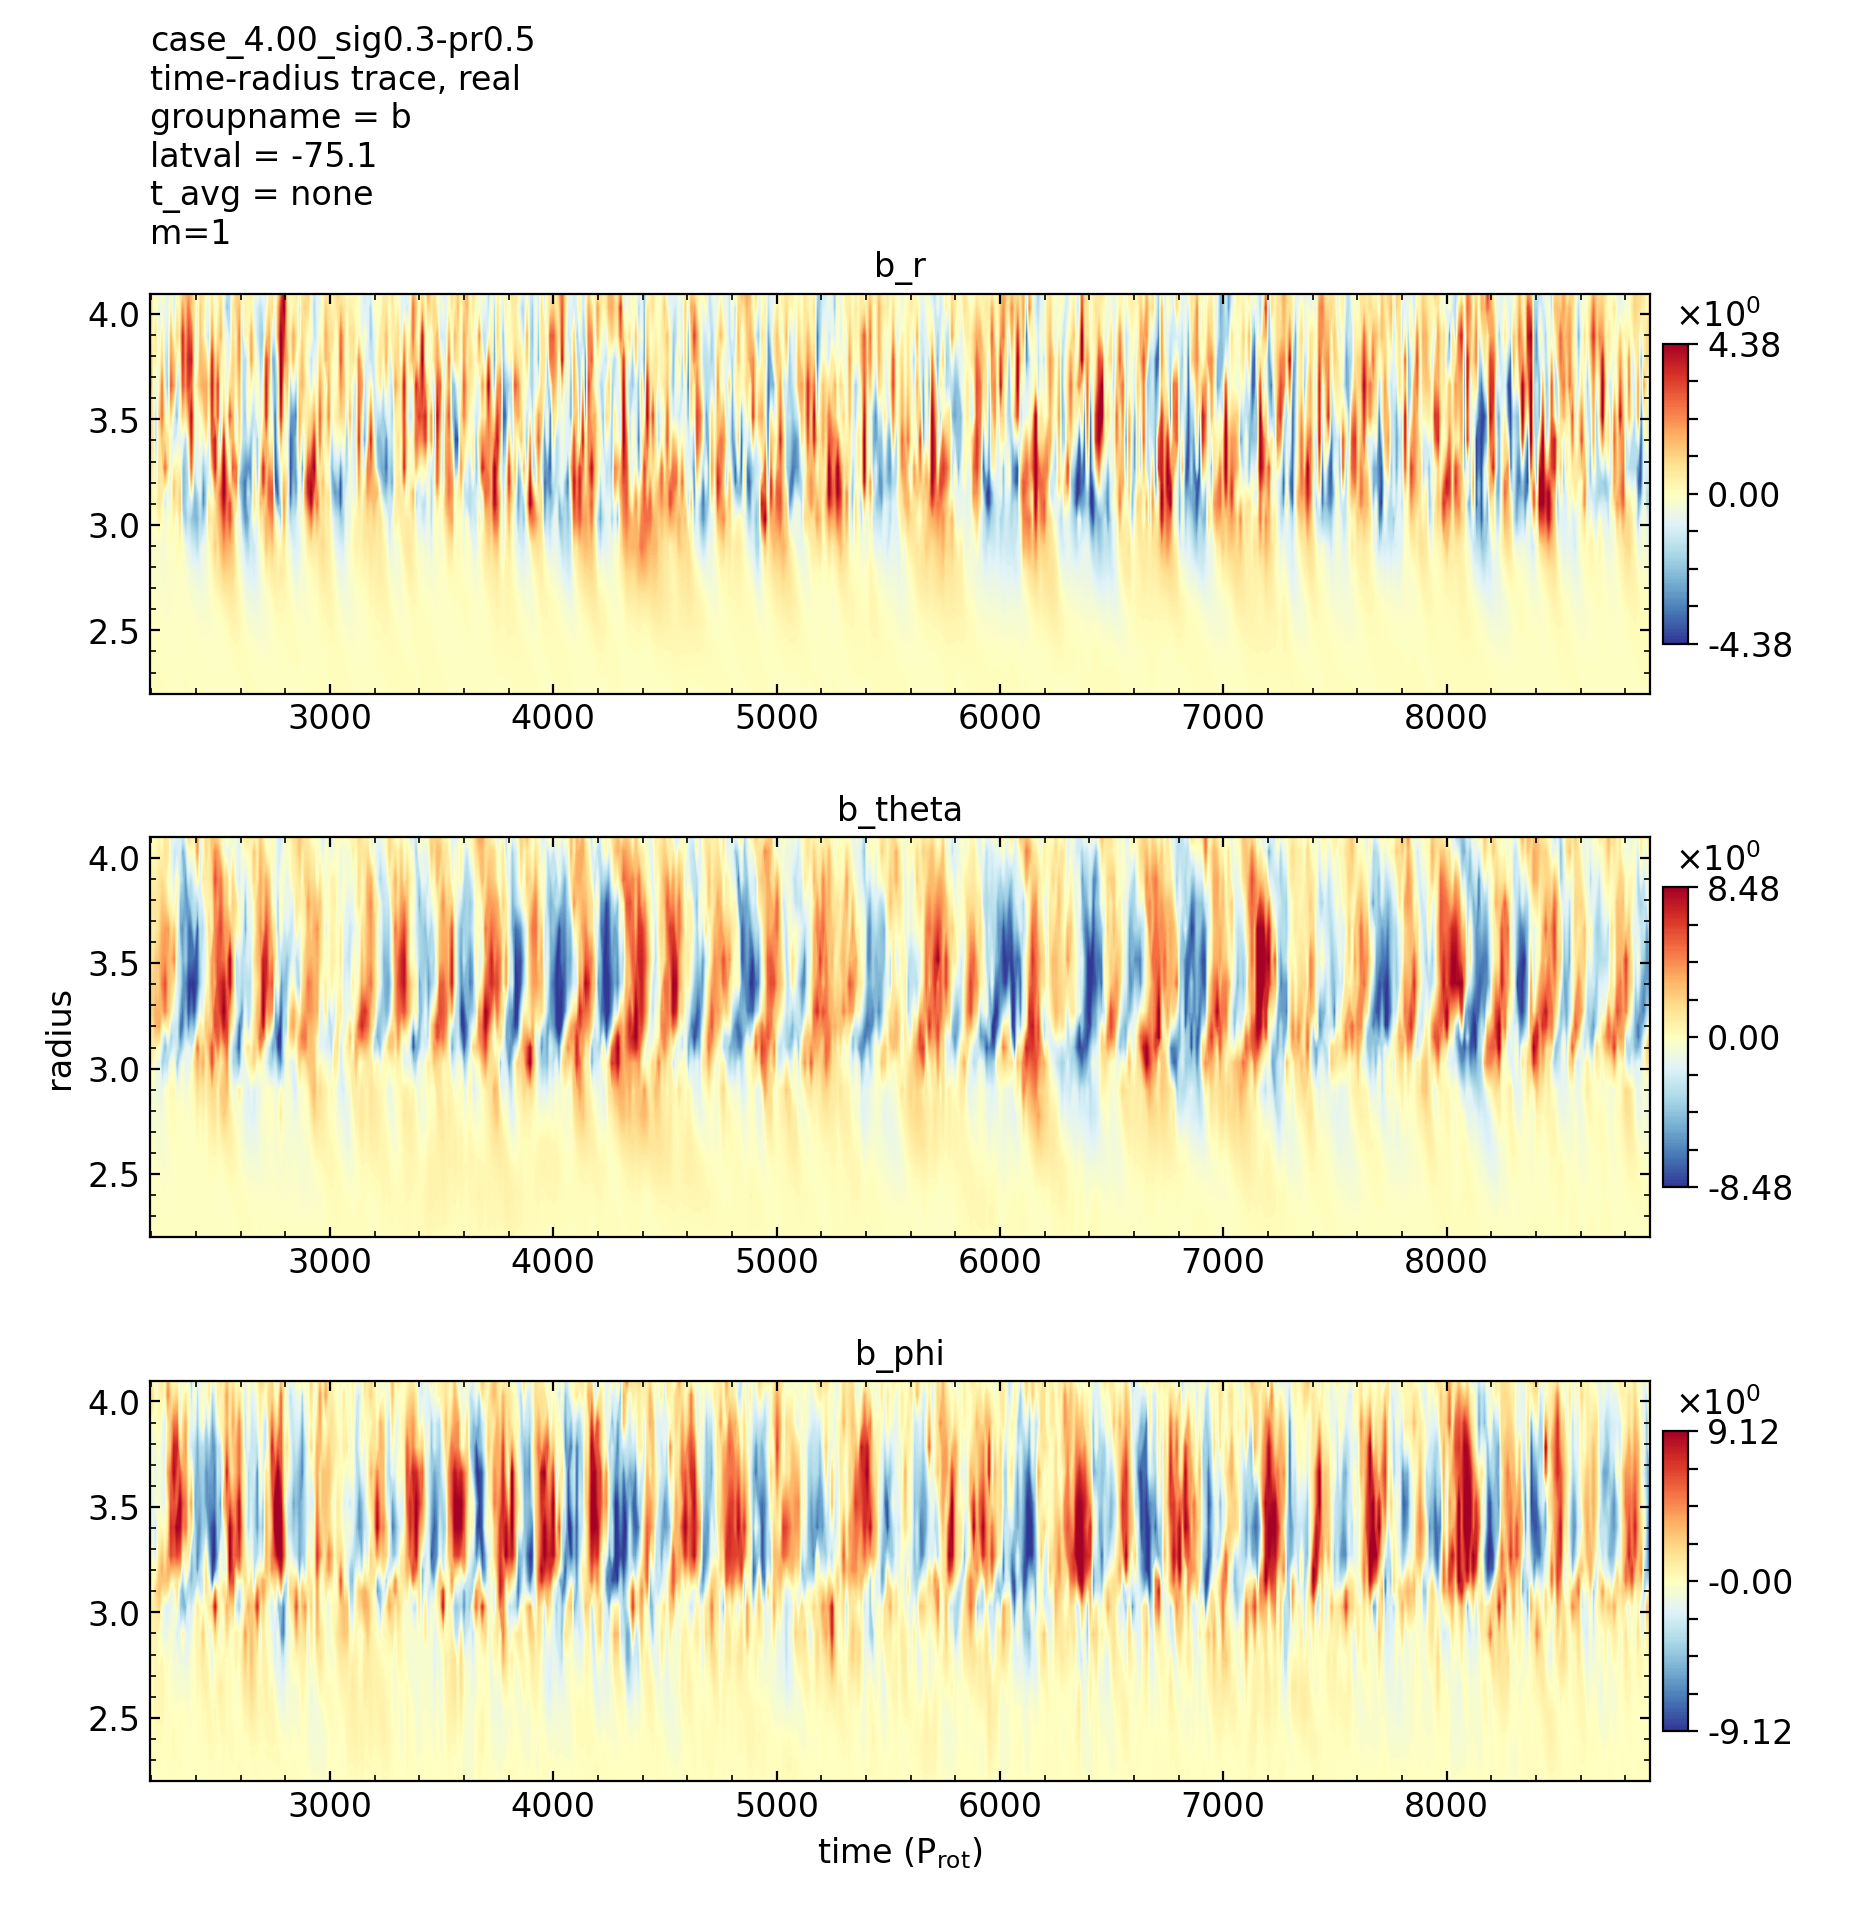 case_4.00_sig0.3-pr0.5
time-radius trace, real
groupname = b
latval = -75.1
t_avg = none
m=1
b_r
4.0
3.5
3.0
2.5
3000 4000 5000 6000 7000 8000
×10⁰
4.38
0.00
-4.38
b_theta
radius
4.0
3.5
3.0
2.5
3000 4000 5000 6000 7000 8000
×10⁰
8.48
0.00
-8.48
b_phi
4.0
3.5
3.0
2.5
3000 4000 5000 6000 7000 8000
time (P_rot)
×10⁰
9.12
-0.00
-9.12